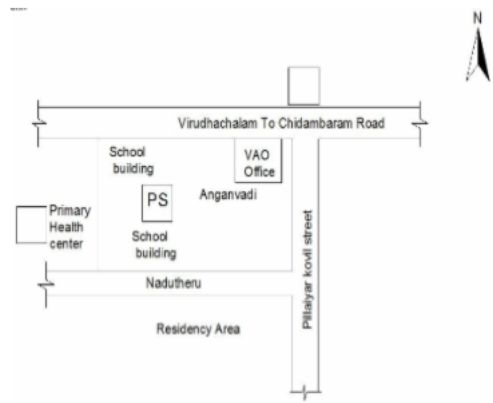 N
Virudhachalam To Chidambaram Road
School
building
VAO
Office
PS
Anganvadi
Primary
Health
center
School
building
Pillaiyar kovil street
Nadutheru
Residency Area